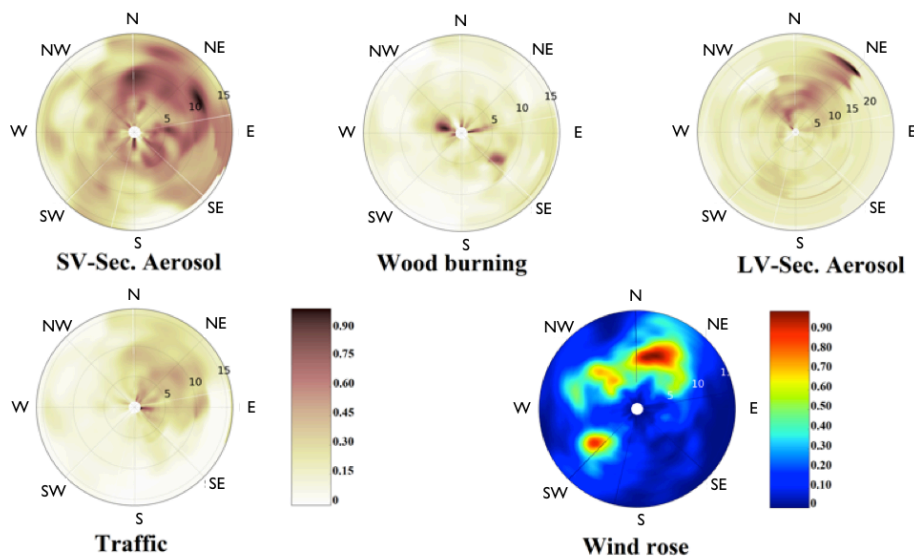 N
NW
NE
W
E
SW
SE
S
5
10
15
SV-Sec. Aerosol
N
NW
NE
W
E
SW
SE
S
5
10
15
Wood burning
N
NW
NE
W
E
SW
SE
S
5
10
15
20
LV-Sec. Aerosol
N
NW
NE
W
E
SW
SE
S
5
10
15
Traffic
0.90
0.75
0.60
0.45
0.30
0.15
0
N
NW
NE
W
E
SW
SE
S
5
10
Wind rose
0.90
0.80
0.70
0.60
0.50
0.40
0.30
0.20
0.10
0